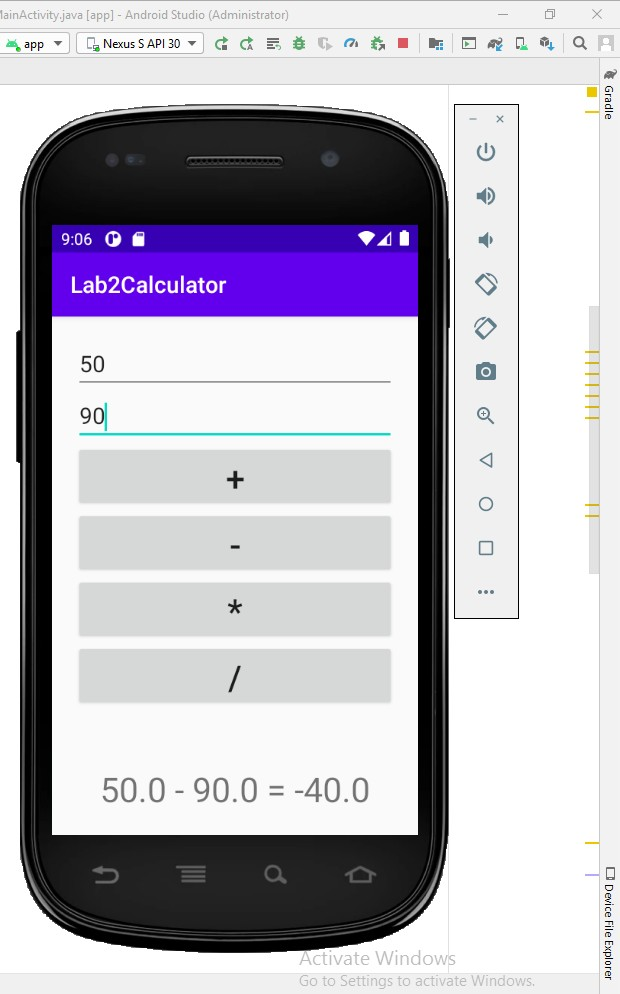 MainActivity.java [app] - Android Studio (Administrator)
app
Nexus S API 30
Gradle
9:06
Lab2Calculator
50
90
+
-
*
/
50.0 - 90.0 = -40.0
Device File Explorer
Activate Windows
Go to Settings to activate Windows.